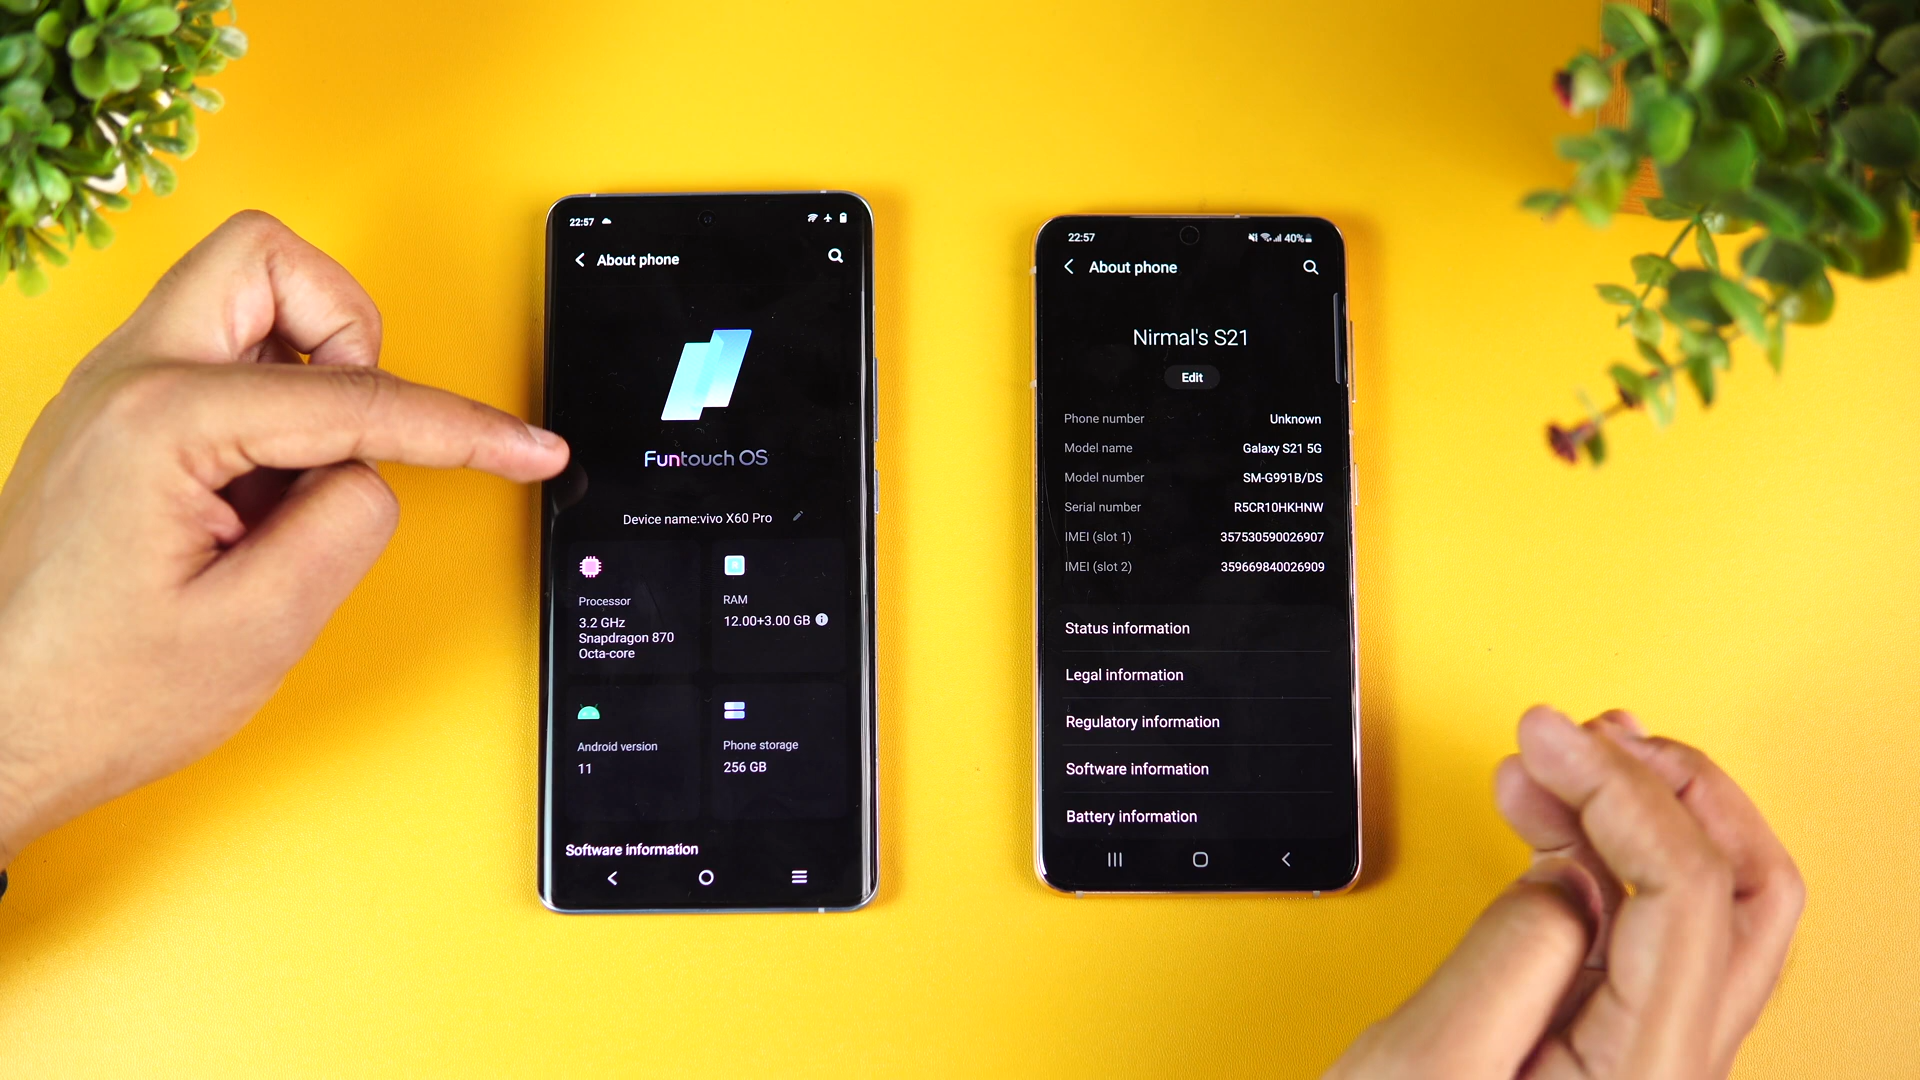 22:57
About phone
Funtouch OS
Device name:vivo X60 Pro
Processor
3.2 GHz
Snapdragon 870
Octa-core
RAM
12.00+3.00 GB
Android version
11
Phone storage
256 GB
Software information
22:57
40%
About phone
Nirmal's S21
Edit
Phone number Unknown
Model name Galaxy S21 5G
Model number SM-G991B/DS
Serial number R5CR10HKHNW
IMEI (slot 1) 357530590026907
IMEI (slot 2) 359669840026909
Status information
Legal information
Regulatory information
Software information
Battery information